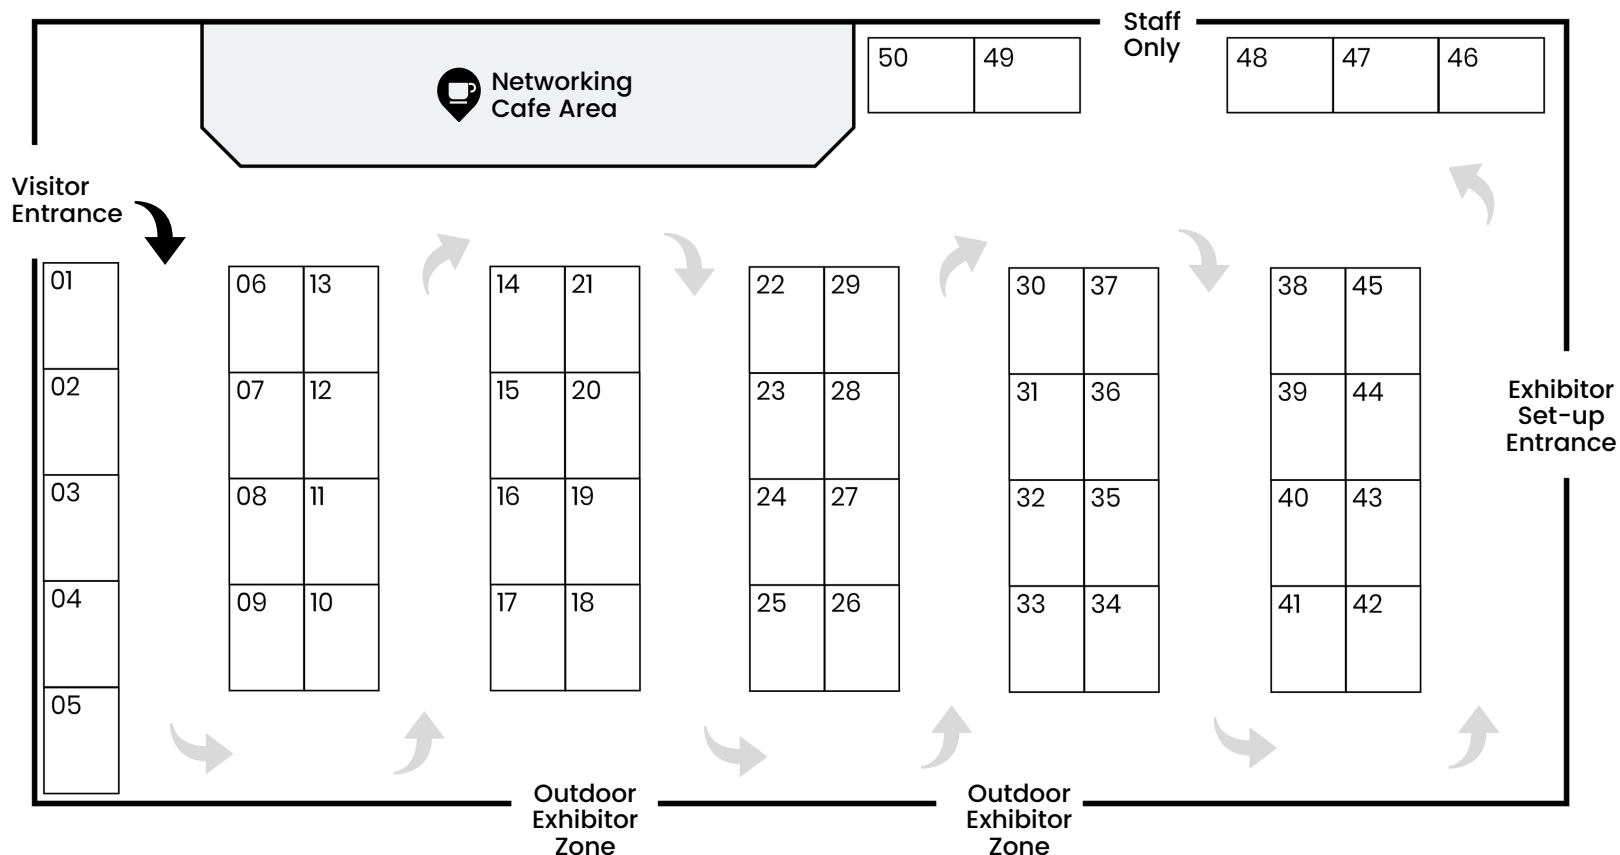 Staff
Only
50 49 48 47 46
Networking
Cafe Area
Visitor
Entrance
01
06 13 14 21 22 29 30 37 38 45
02
07 12 15 20 23 28 31 36 39 44
Exhibitor
Set-up
Entrance
03
08 11 16 19 24 27 32 35 40 43
04
09 10 17 18 25 26 33 34 41 42
05
Outdoor
Exhibitor
Zone
Outdoor
Exhibitor
Zone